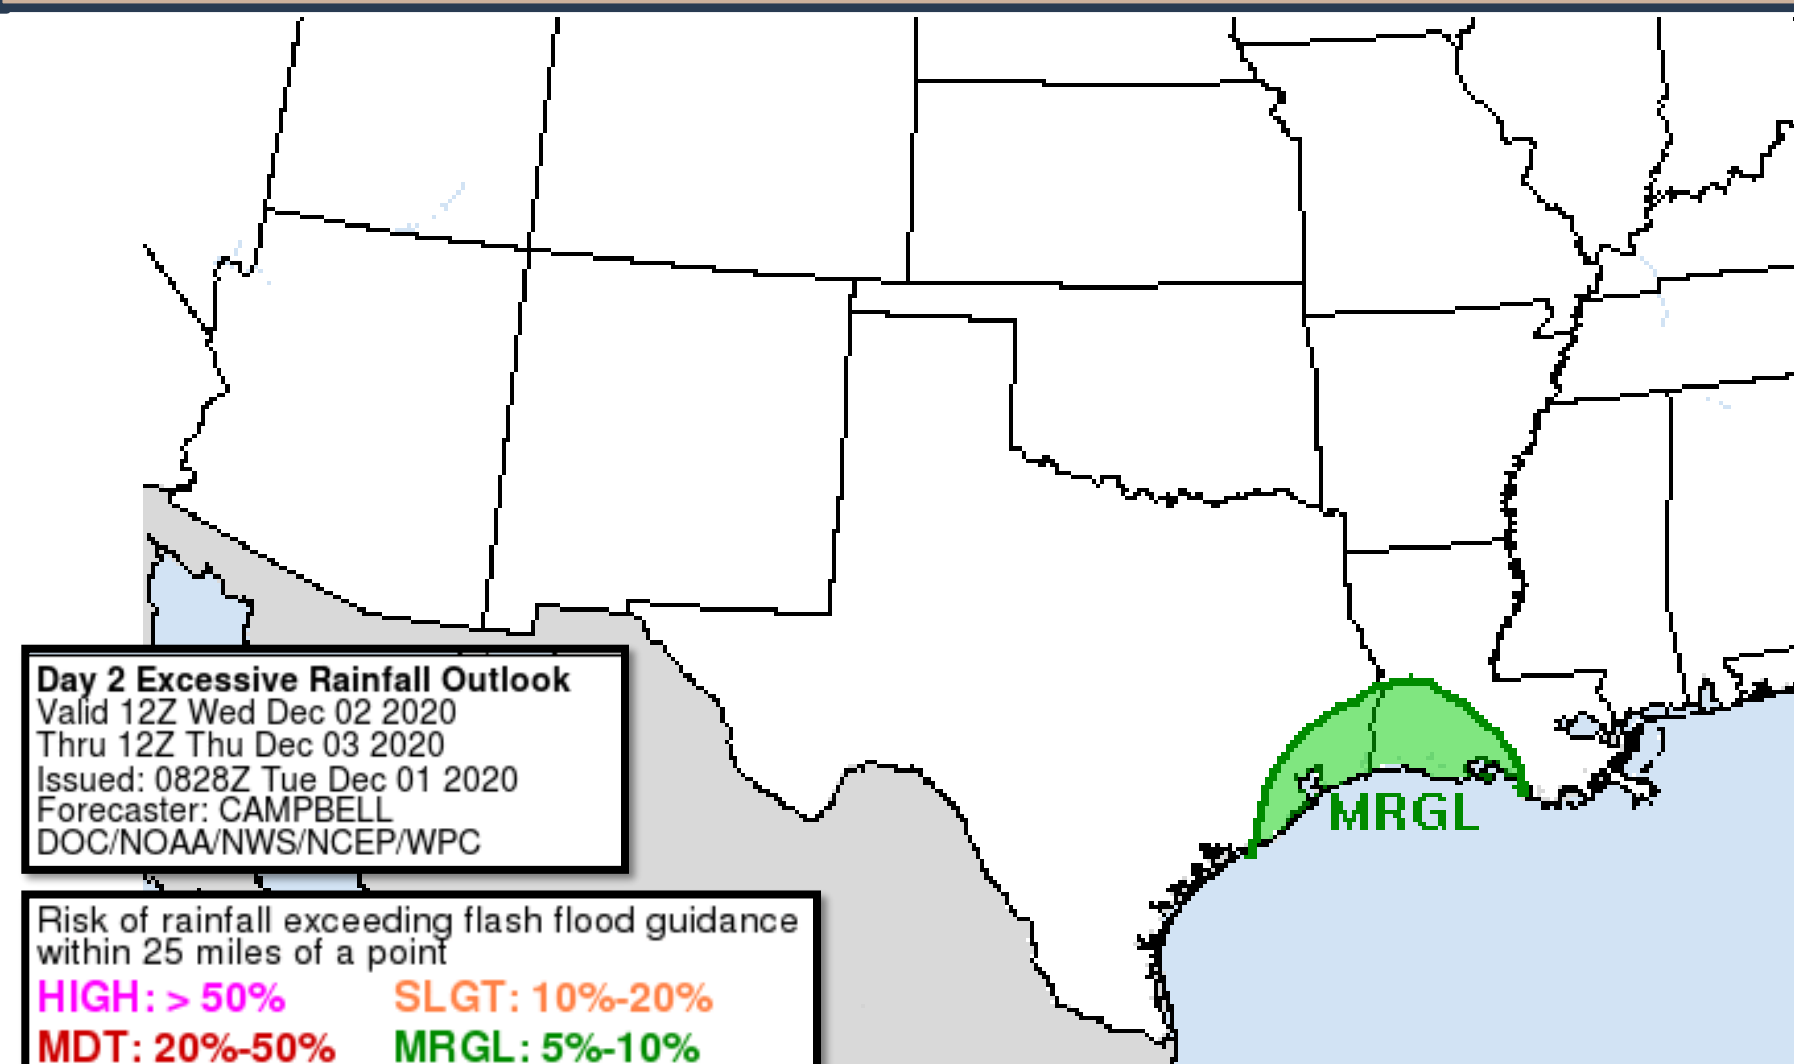 Day 2 Excessive Rainfall Outlook
Valid 12Z Wed Dec 02 2020
Thru 12Z Thu Dec 03 2020
Issued: 0828Z Tue Dec 01 2020
Forecaster: CAMPBELL
DOC/NOAA/NWS/NCEP/WPC
MRGL
Risk of rainfall exceeding flash flood guidance
within 25 miles of a point
HIGH: > 50% SLGT: 10%-20%
MDT: 20%-50% MRGL: 5%-10%